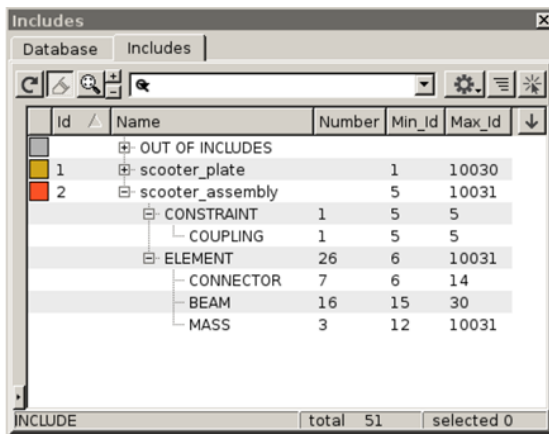 Includes
Database Includes
Id Name Number Min_Id Max_Id
OUT OF INCLUDES
1 scooter_plate 1 10030
2 scooter_assembly 5 10031
CONSTRAINT 1 5 5
COUPLING 1 5 5
ELEMENT 26 6 10031
CONNECTOR 7 6 14
BEAM 16 15 30
MASS 3 12 10031
INCLUDE total 51 selected 0